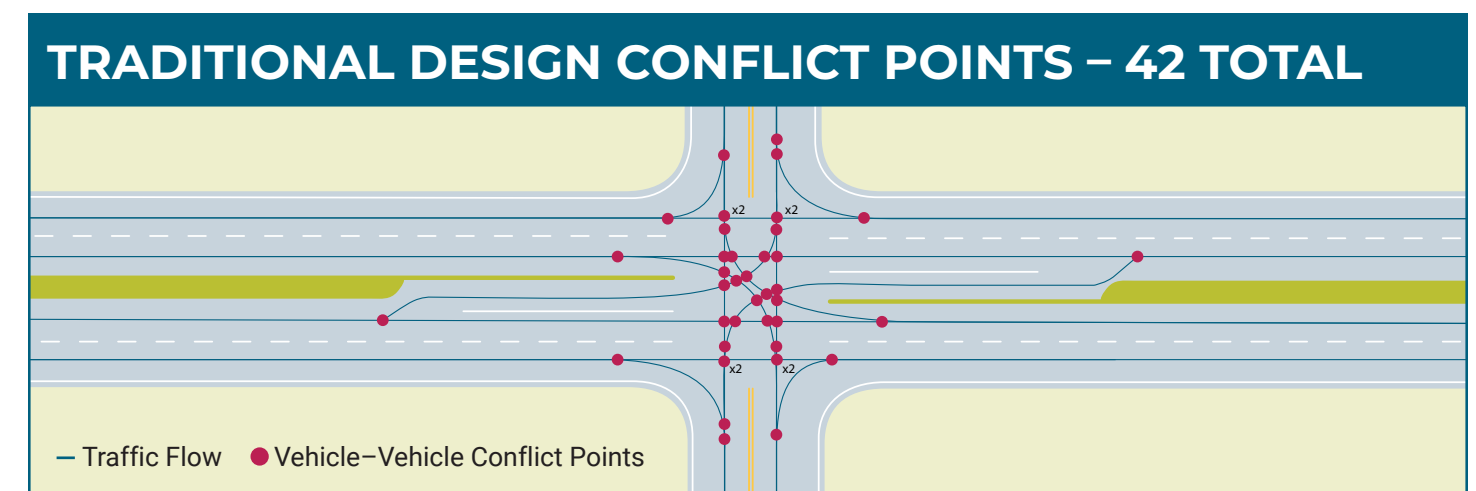 TRADITIONAL DESIGN CONFLICT POINTS – 42 TOTAL
x2 x2
x2 x2
– Traffic Flow Vehicle–Vehicle Conflict Points